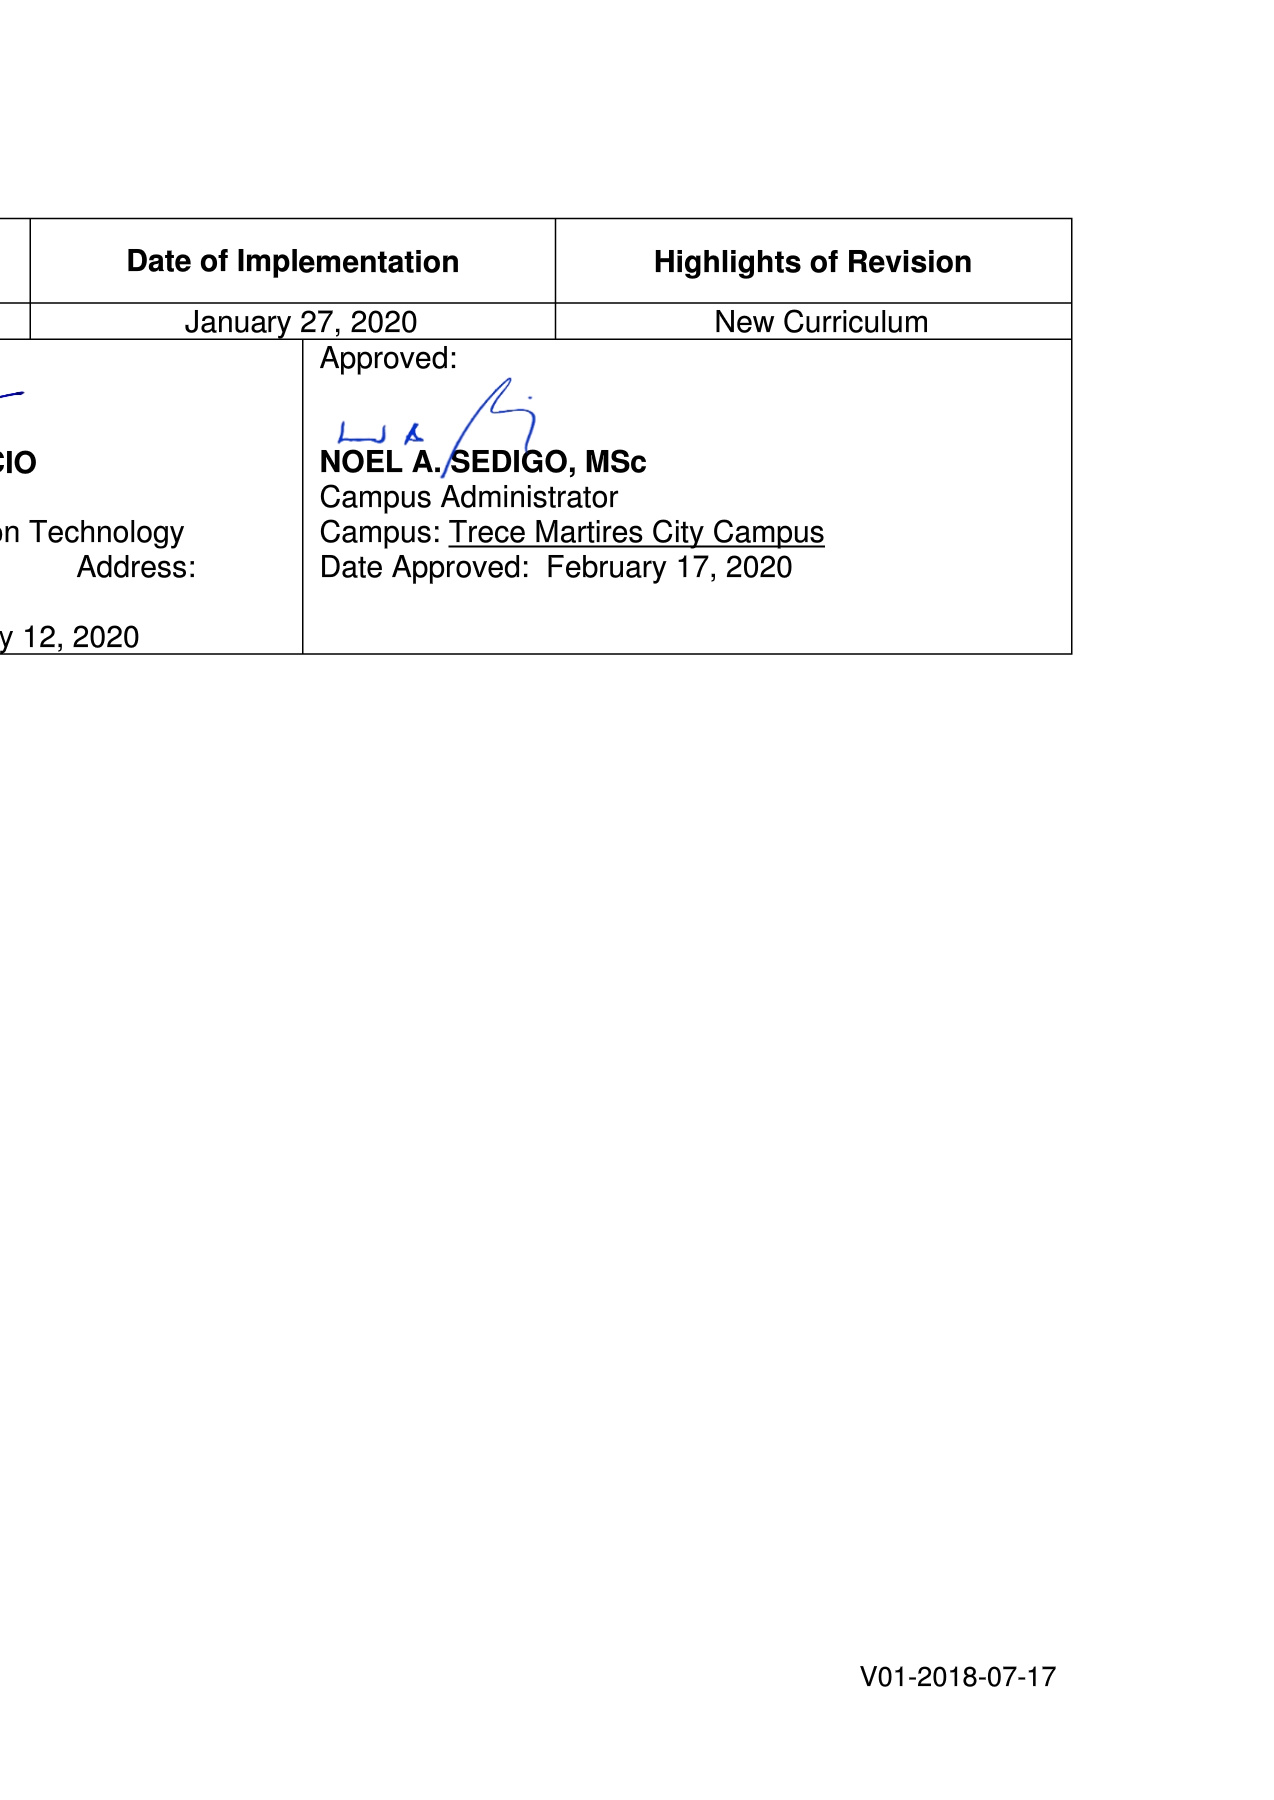 Date of Implementation
Highlights of Revision
January 27, 2020
New Curriculum
CIO
on Technology
Address:
y 12, 2020
Approved:
NOEL A. SEDIGO, MSc
Campus Administrator
Campus: Trece Martires City Campus
Date Approved:  February 17, 2020
V01-2018-07-17